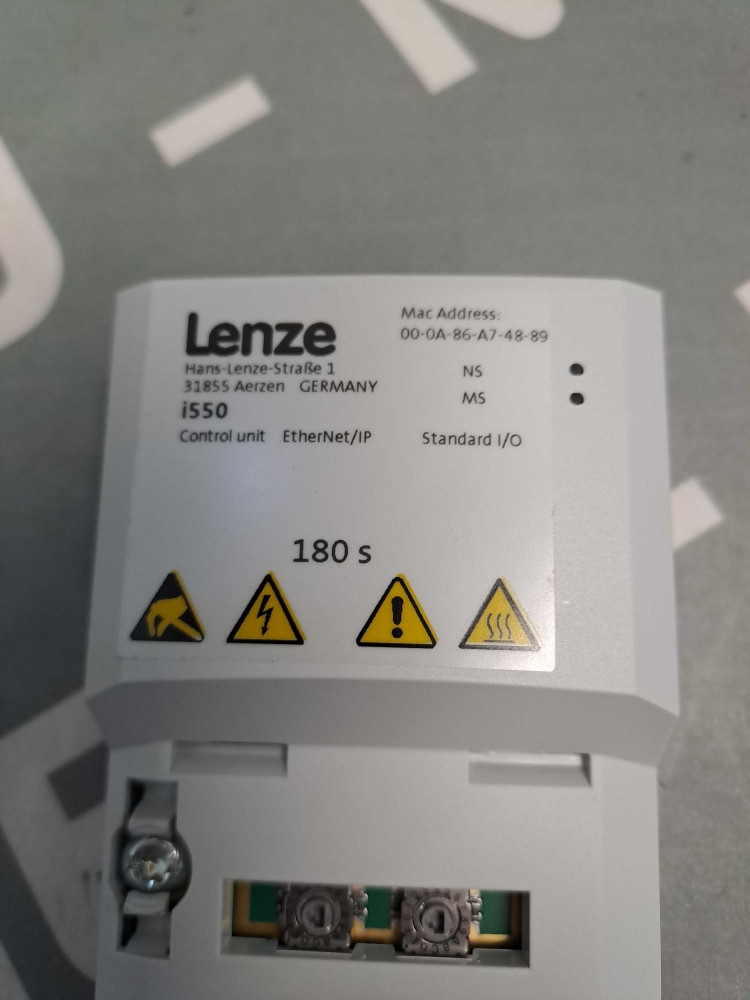 Lenze
Hans-Lenze-Straße 1
31855 Aerzen GERMANY
i550
Control unit EtherNet/IP
Mac Address:
00-0A-86-A7-48-89
NS
MS
Standard I/O
180 s